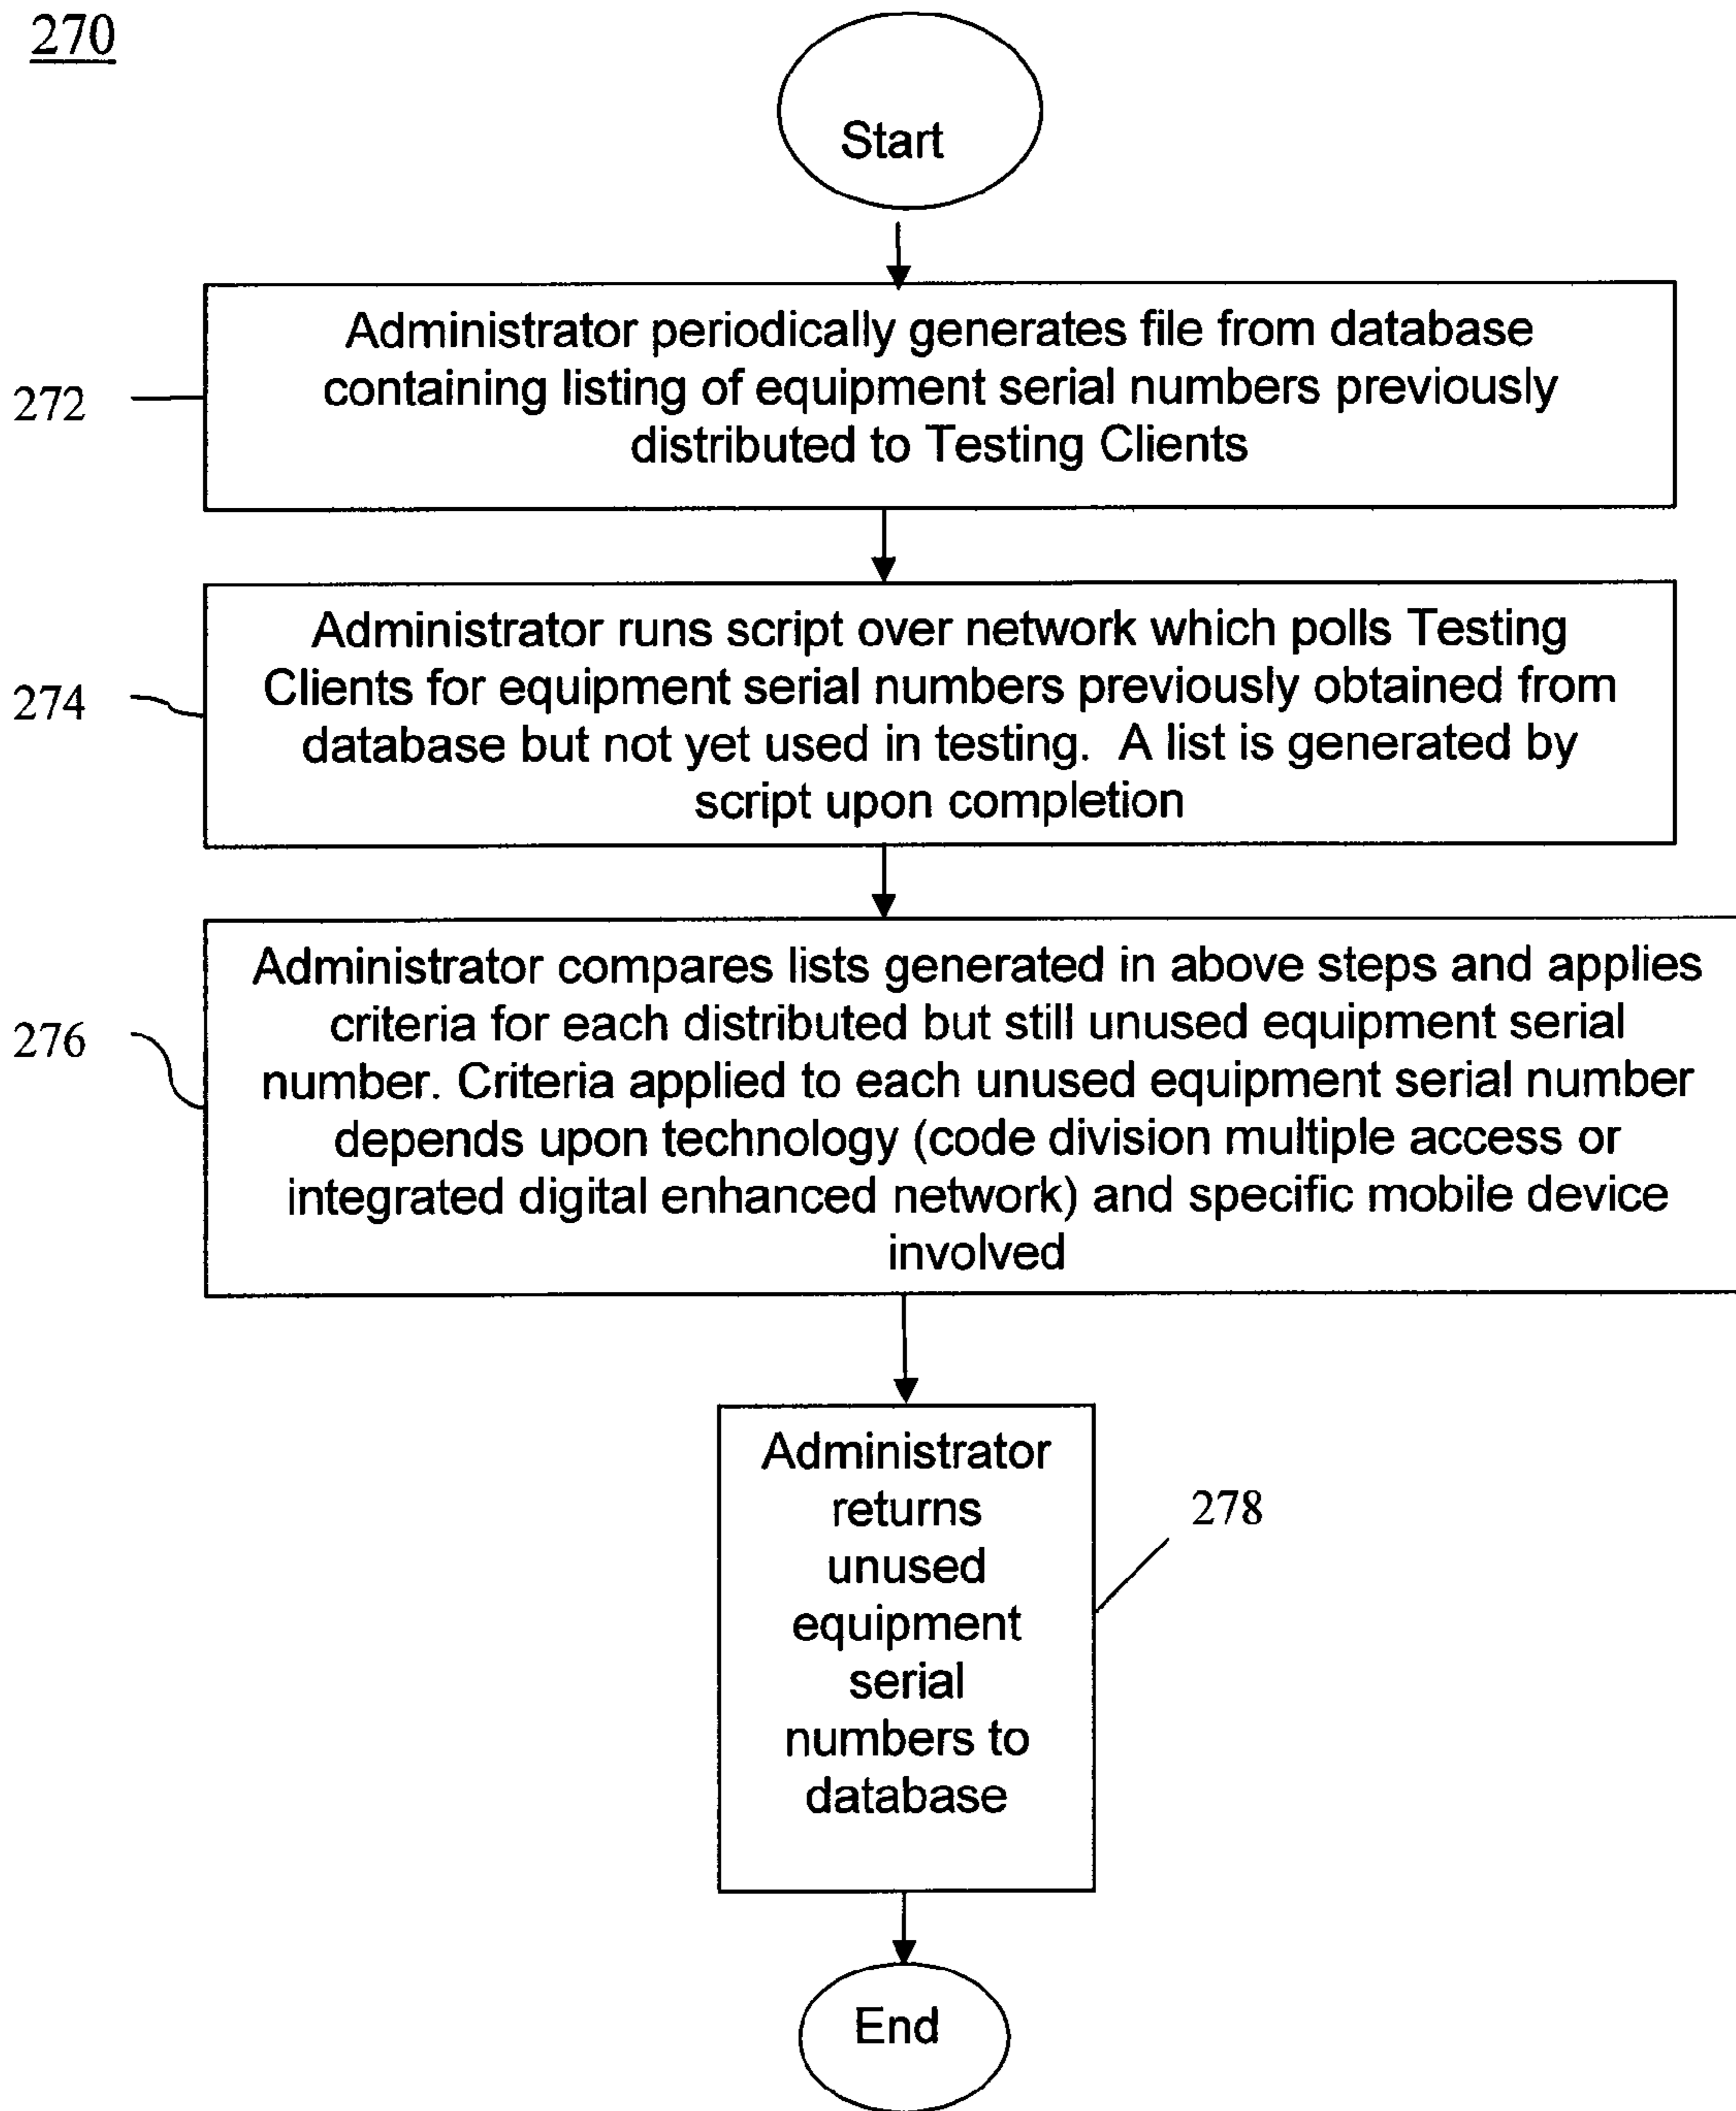 270
Start
Administrator periodically generates file from database
containing listing of equipment serial numbers previously
distributed to Testing Clients
272
Administrator runs script over network which polls Testing
Clients for equipment serial numbers previously obtained from
database but not yet used in testing.  A list is generated by
script upon completion
274
Administrator compares lists generated in above steps and applies
criteria for each distributed but still unused equipment serial
number. Criteria applied to each unused equipment serial number
depends upon technology (code division multiple access or
integrated digital enhanced network) and specific mobile device
involved
276
Administrator
returns
unused
equipment
serial
numbers to
database
278
End